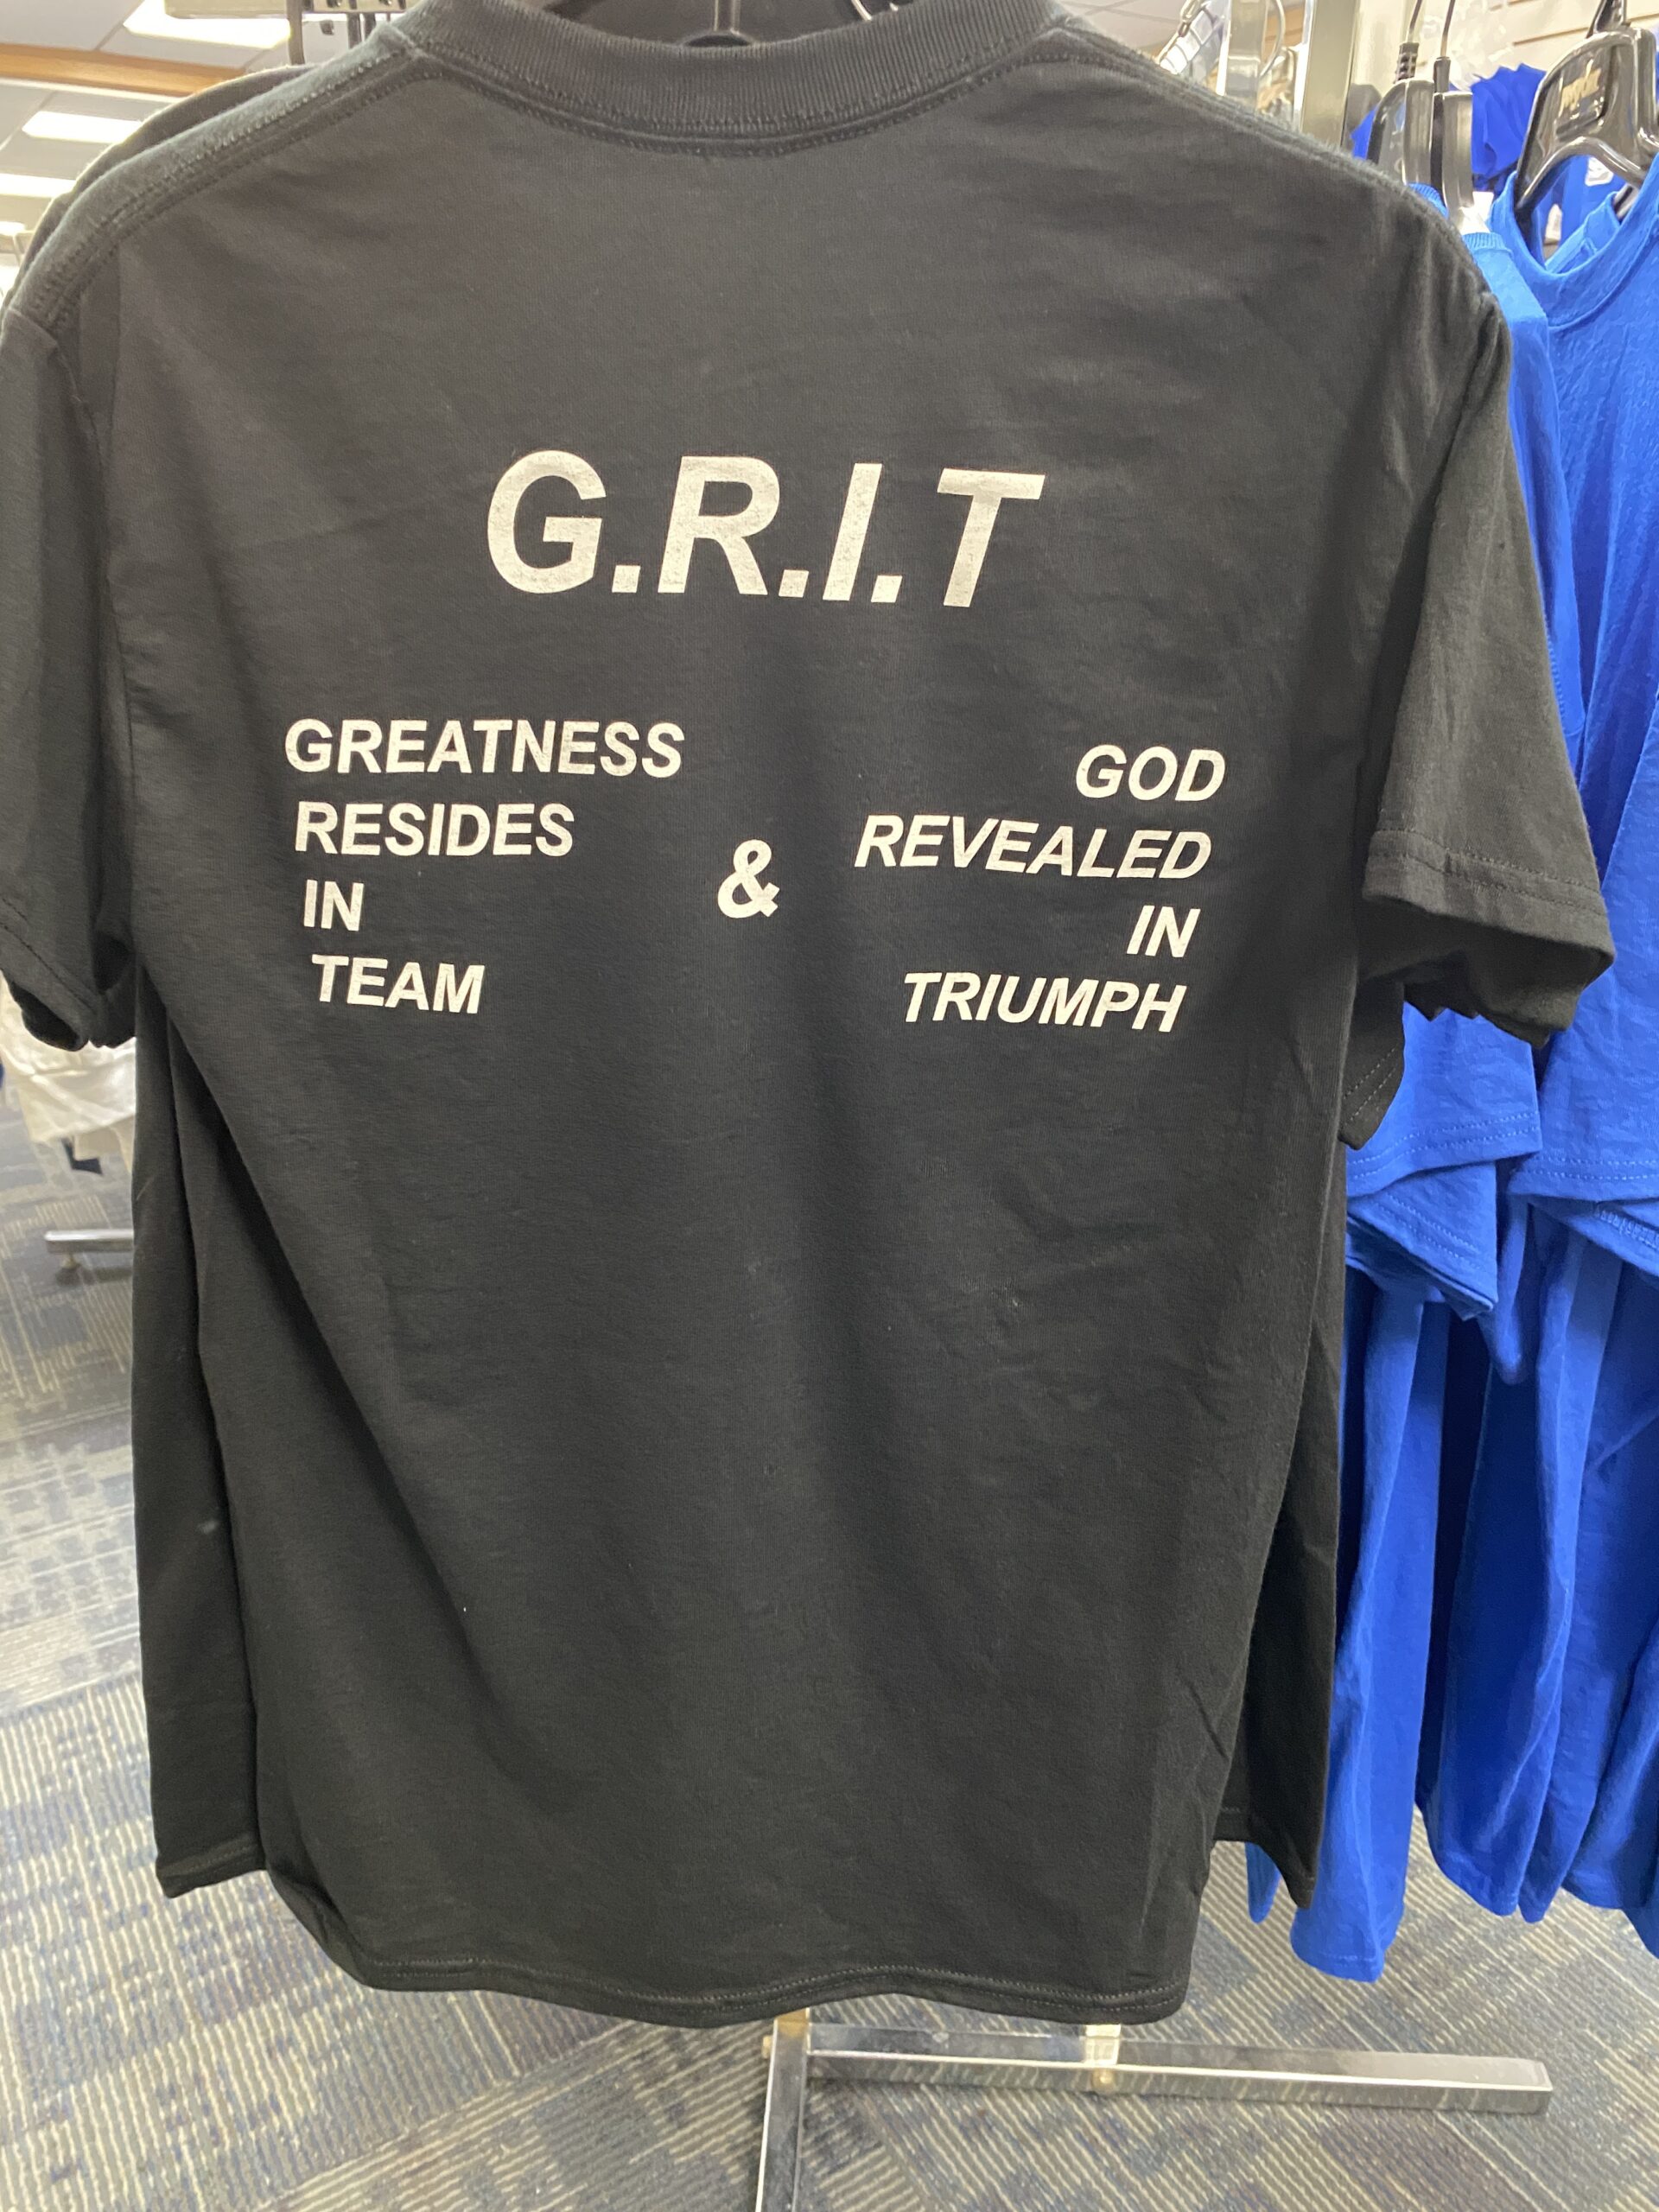 G.R.I.T
GREATNESS
RESIDES
IN
TEAM
&
GOD
REVEALED
IN
TRIUMPH